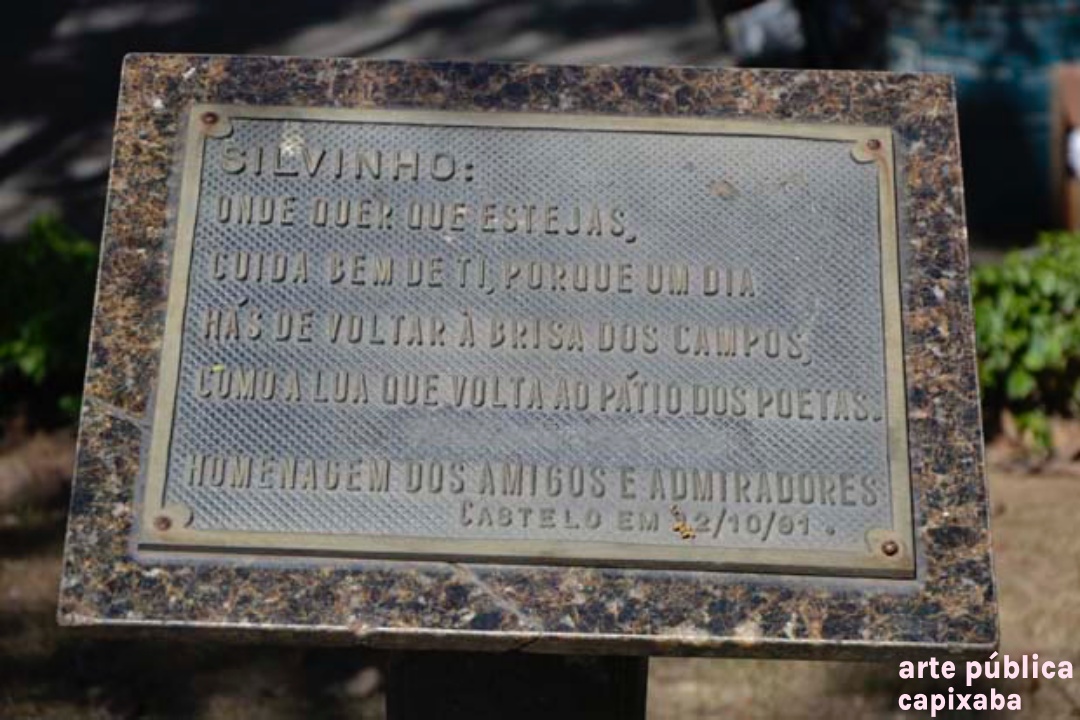 SILVINHO:
ONDE QUER QUE ESTEJAS,
CUIDA BEM DE TI, PORQUE UM DIA
HÁS DE VOLTAR À BRISA DOS CAMPOS,
COMO A LUA QUE VOLTA AO PÁTIO DOS POETAS.
HOMENAGEM DOS AMIGOS E ADMIRADORES
CASTELO EM 12/10/91.
arte pública
capixaba